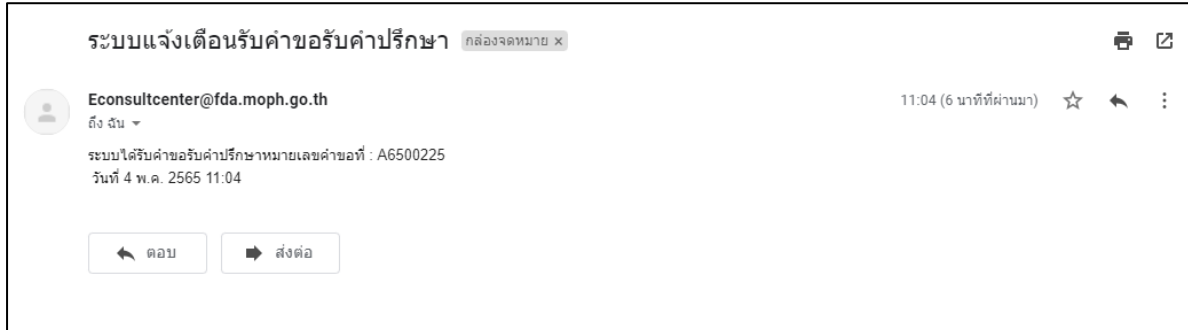 ระบบแจ้งเตือนรับคำขอรับคำปรึกษา กล่องจดหมาย x
Econsultcenter@fda.moph.go.th 11:04 (6 นาทีที่ผ่านมา)
ถึง ฉัน
ระบบได้รับคำขอรับคำปรึกษาหมายเลขคำขอที่ : A6500225
วันที่ 4 พ.ค. 2565 11:04
ตอบ ส่งต่อ